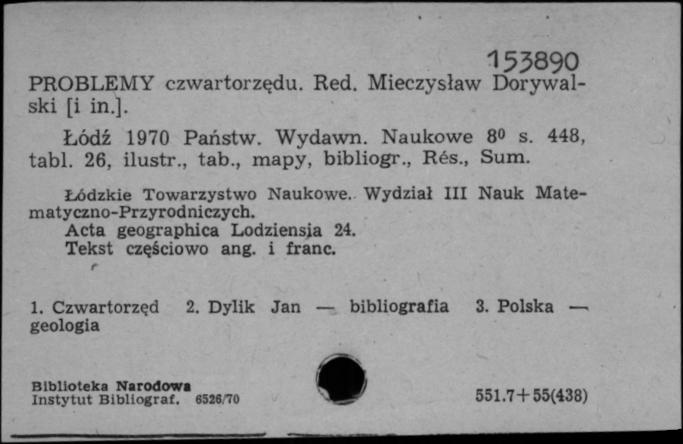 153890
PROBLEMY czwartorzędu. Red. Mieczysław Dorywal-
ski [i in.].
Łódź 1970 Państw. Wydawn. Naukowe 8⁰ s. 448,
tabl. 26, ilustr., tab., mapy, bibliogr., Rés., Sum.
Łódzkie Towarzystwo Naukowe. Wydział III Nauk Mate-
matyczno-Przyrodniczych.
Acta geographica Lodziensja 24.
Tekst częściowo ang. i franc.
1. Czwartorzęd 2. Dylik Jan — bibliografia 3. Polska —
geologia
Biblioteka Narodowa
Instytut Bibliograf. 6526/70
551.7+55(438)